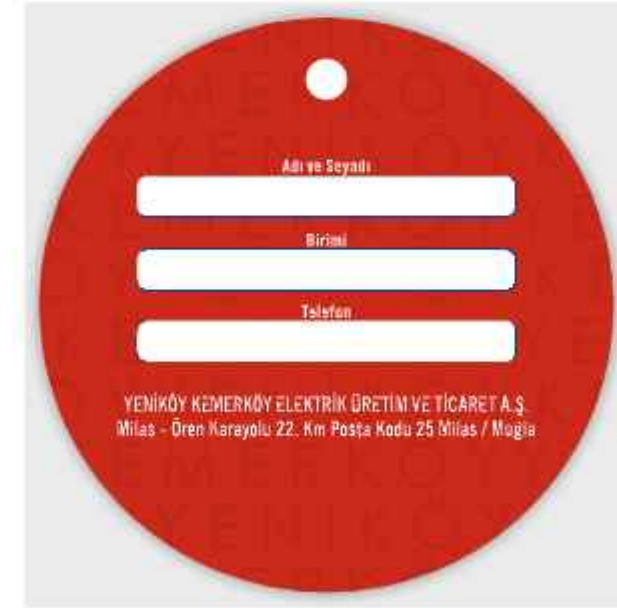 Adı ve Soyadı
Birimi
Telefon
YENİKÖY KEMERKÖY ELEKTRİK ÜRETİM VE TİCARET A.Ş.
Milas - Ören Karayolu 22. Km Posta Kodu 25 Milas / Muğla